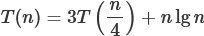 T(n) = 3T(n/4) + n lg n